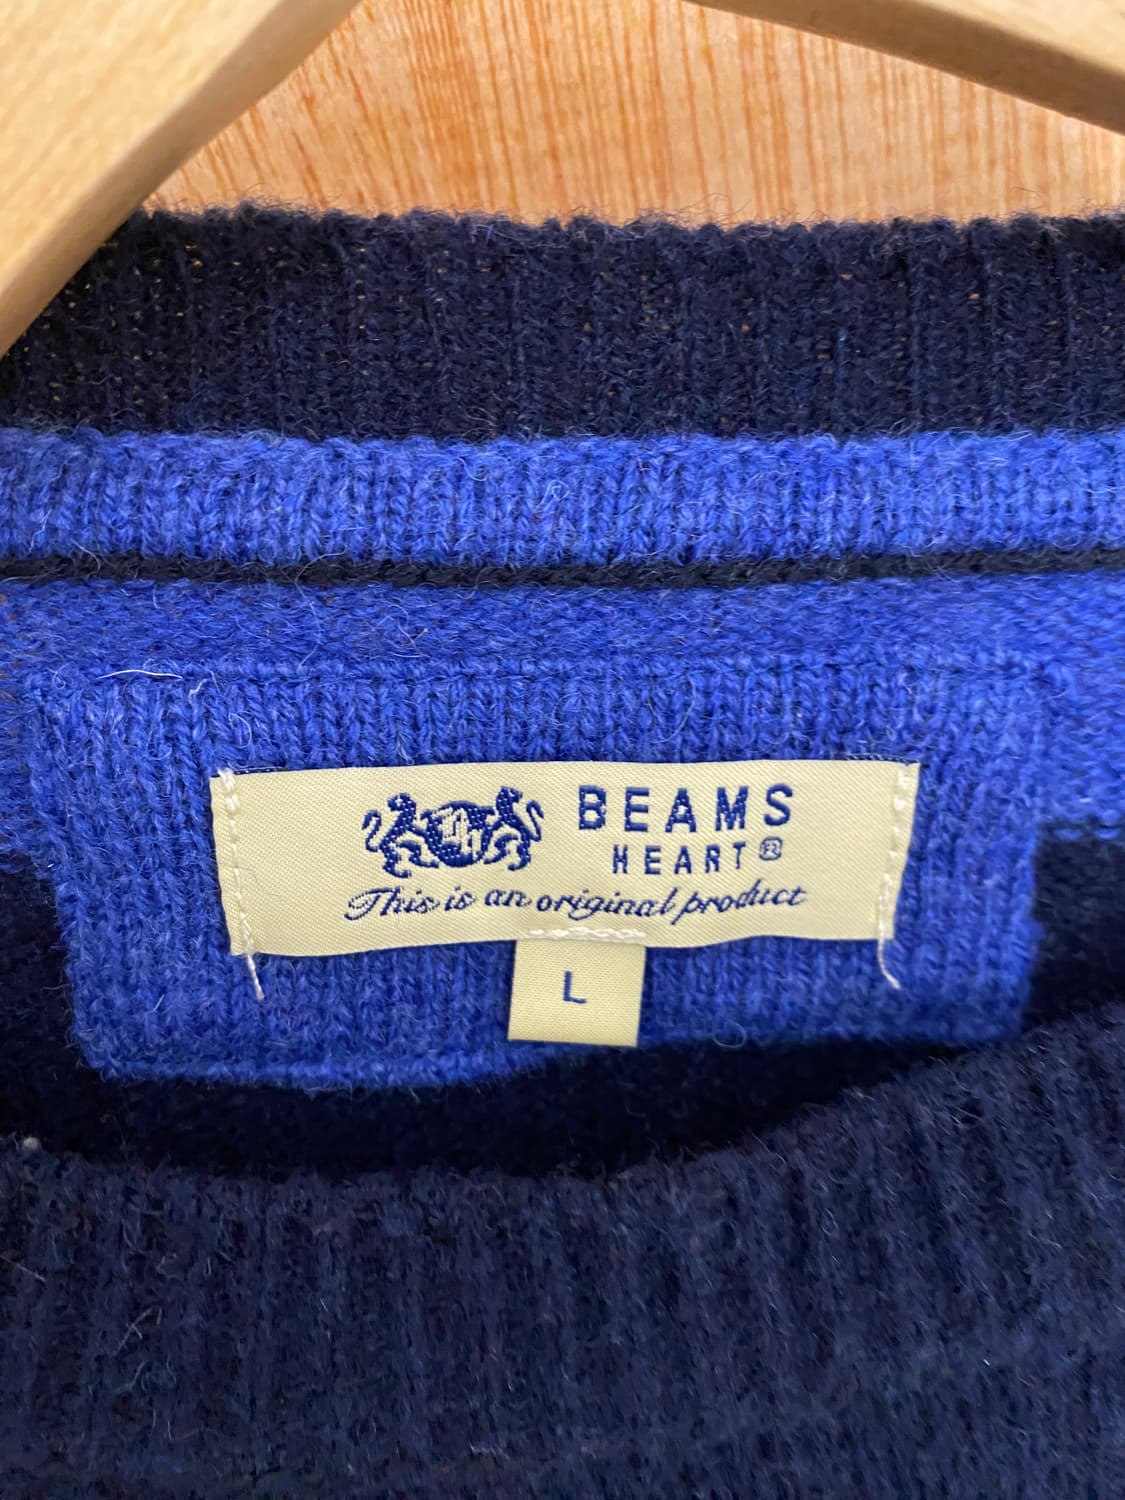 BEAMS
HEART®
This is an original product
L